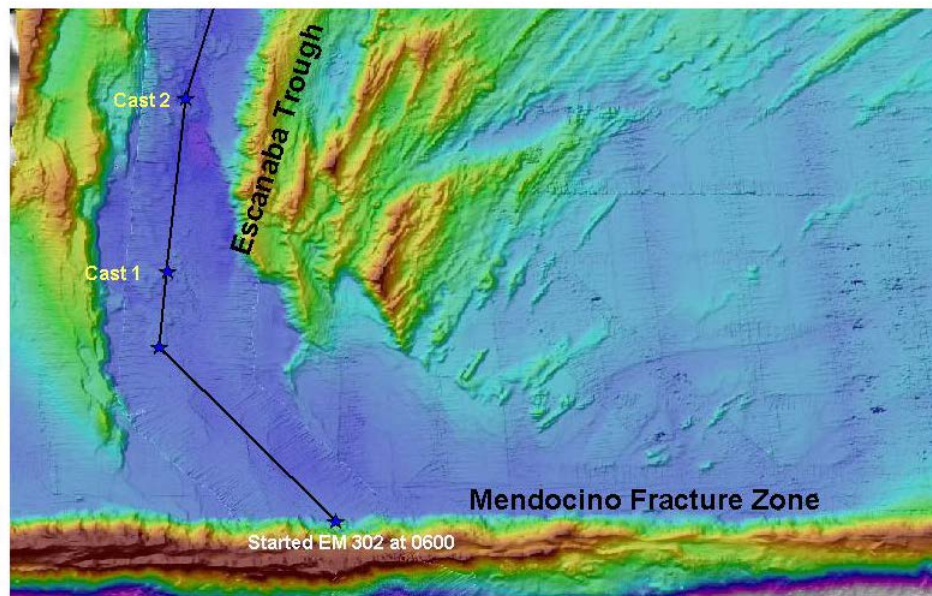 Cast 2
Escanaba Trough
Cast 1
Mendocino Fracture Zone
Started EM 302 at 0600